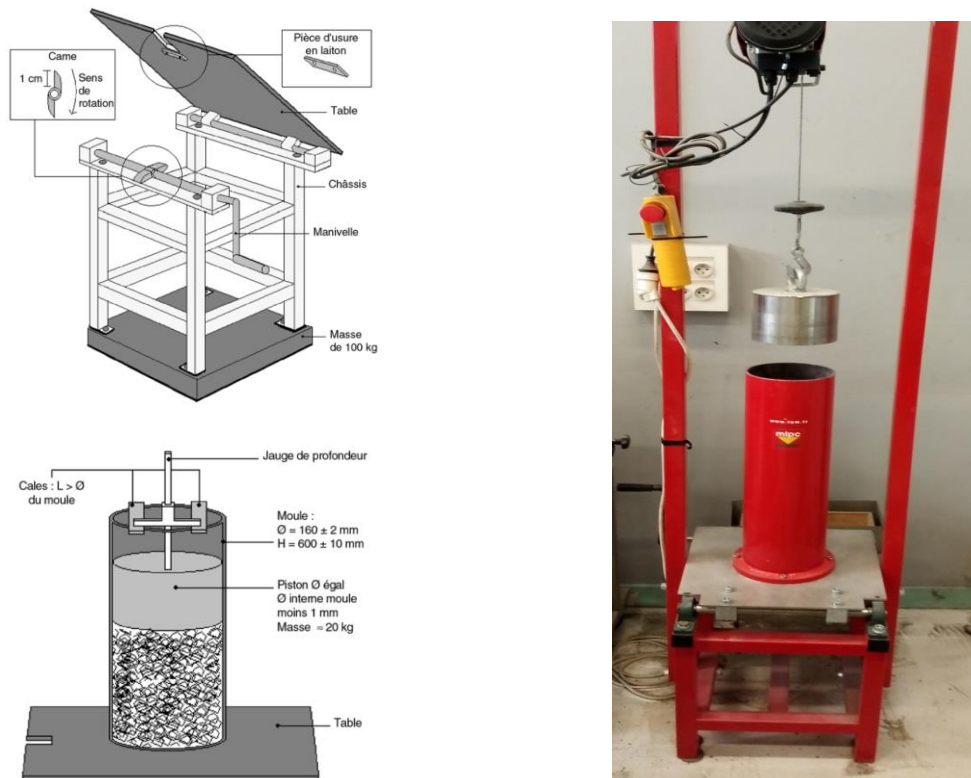 Came
1 cm
Sens
de
rotation
Pièce d'usure
en laiton
Table
Châssis
Manivelle
Masse
de 100 kg
Jauge de profondeur
Cales : L > Ø
du moule
Moule :
Ø = 160 ± 2 mm
H = 600 ± 10 mm
Piston Ø égal
Ø interne moule
moins 1 mm
Masse ≈ 20 kg
Table
mlpc